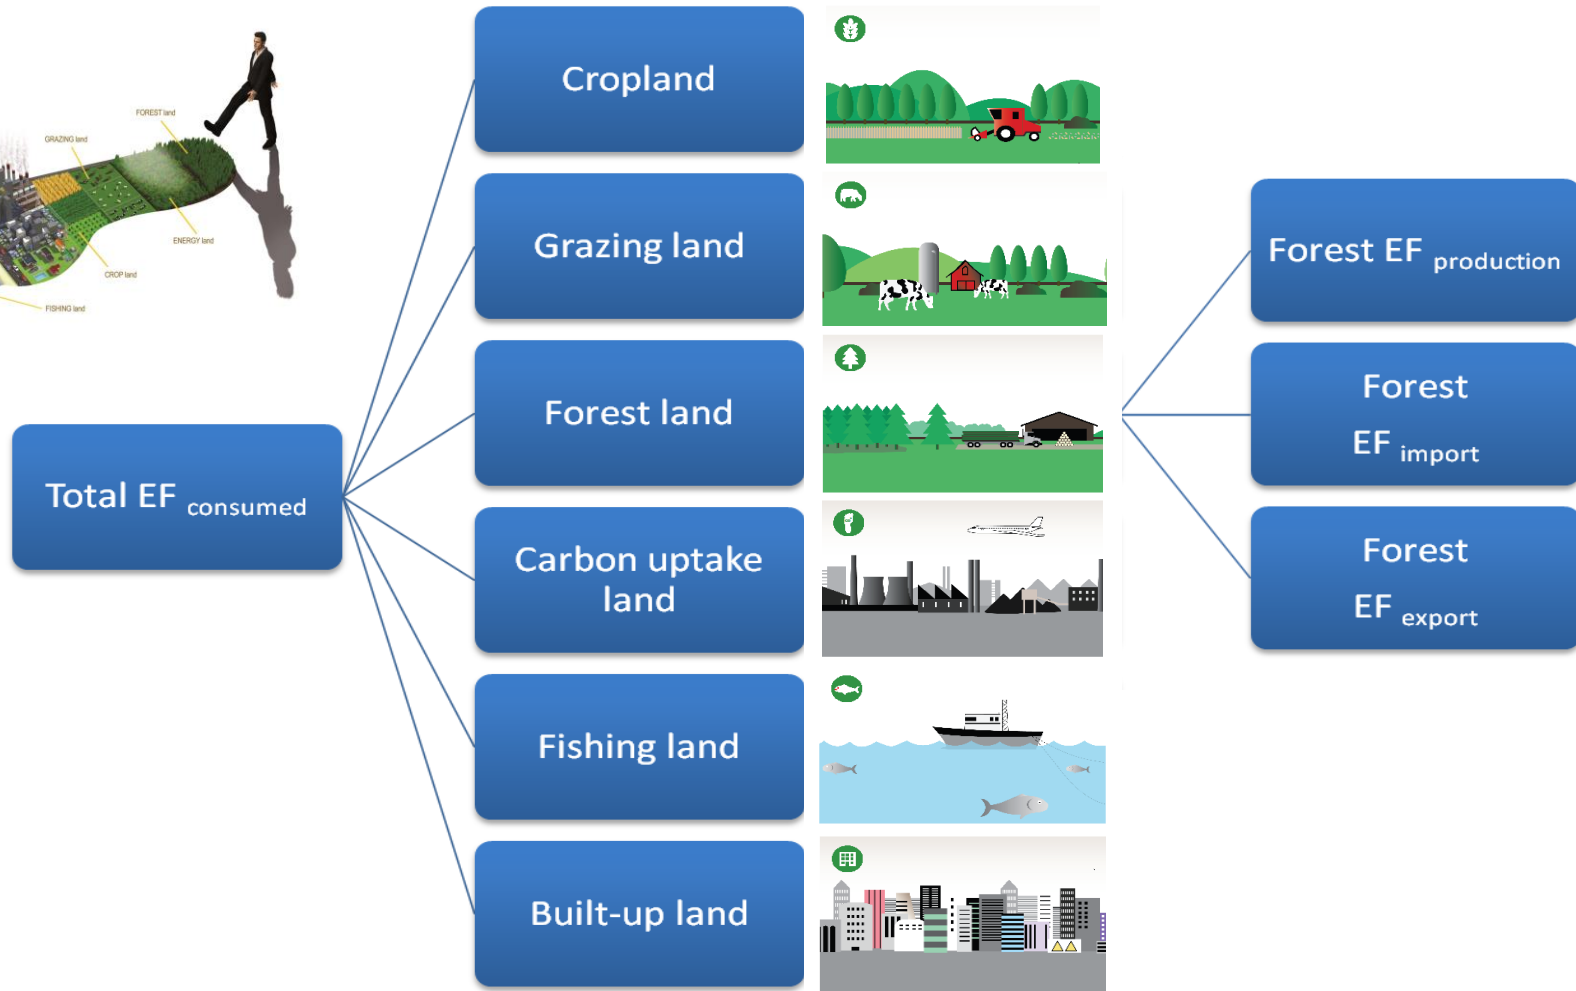 FOREST land
GRAZING land
ENERGY land
CROP land
FISHING land
Total EF consumed
Cropland
Grazing land
Forest land
Carbon uptake
land
Fishing land
Built-up land
Forest EF production
Forest
EF import
Forest
EF export